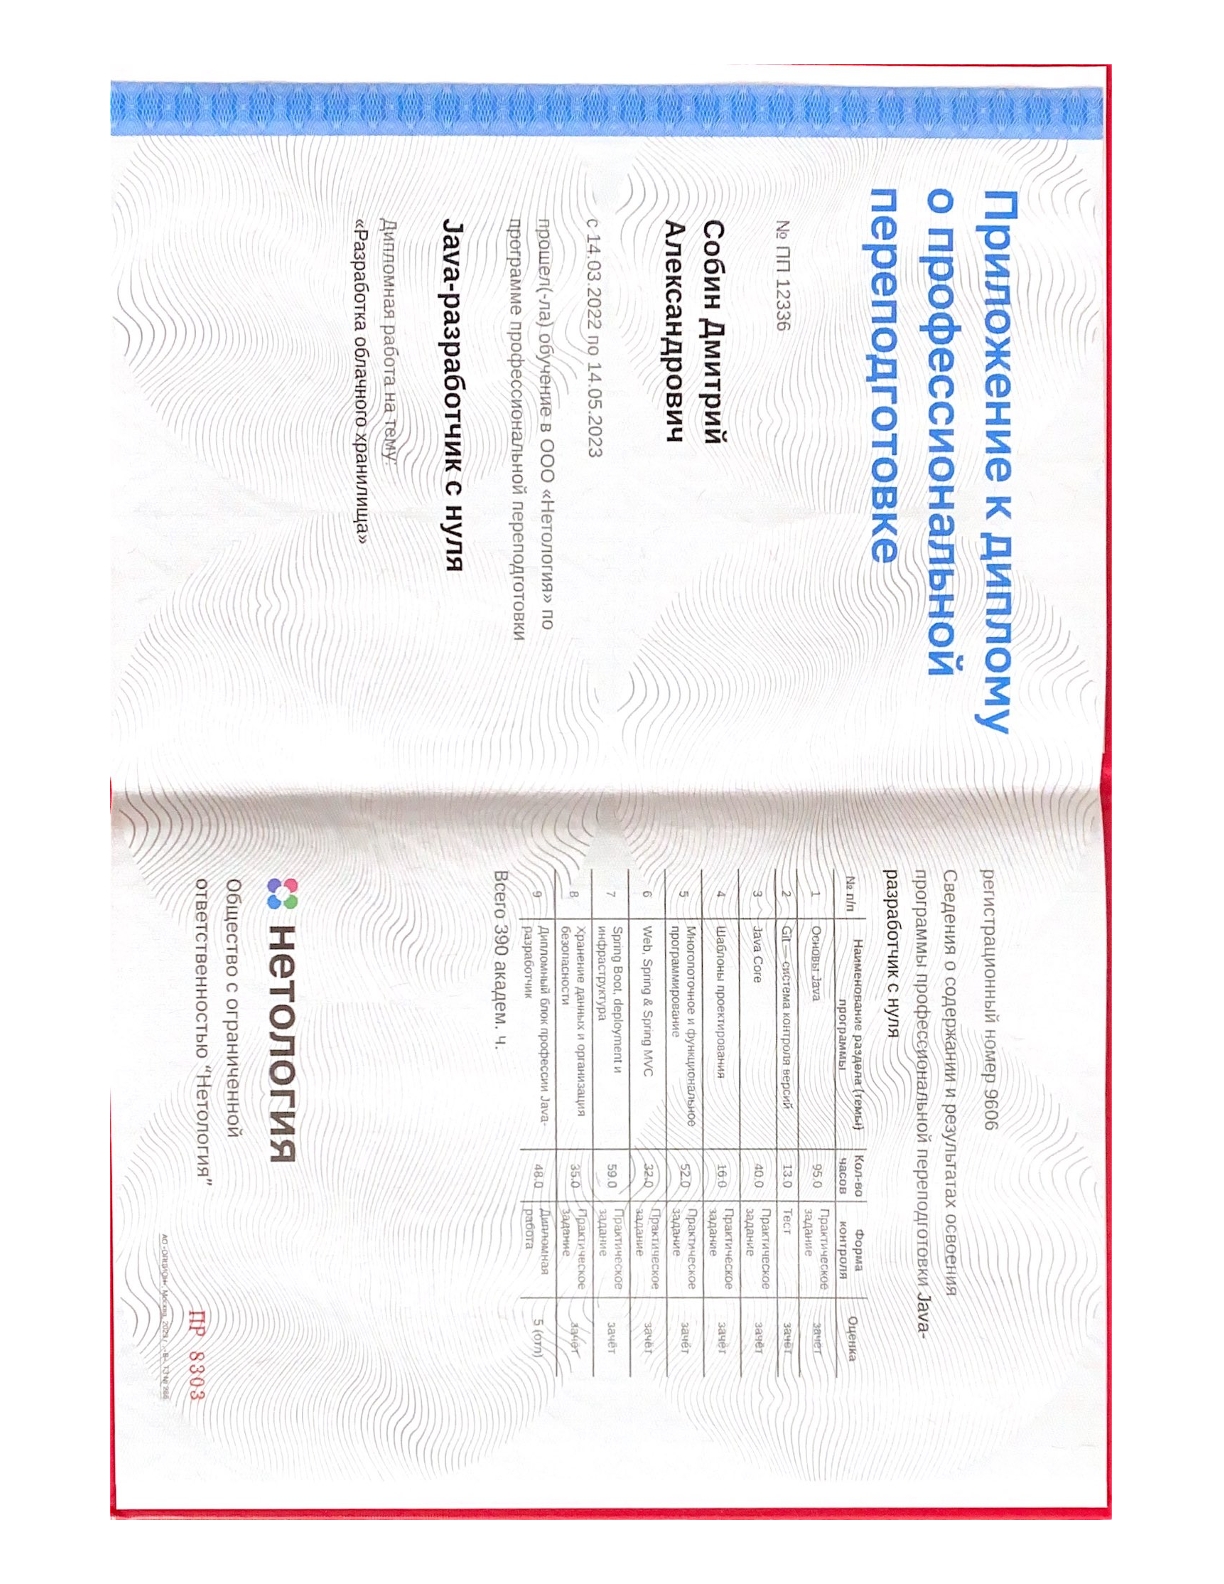 Приложение к диплому
о профессиональной
переподготовке
№ ПП 12336
Собин Дмитрий
Александрович
с 14.03.2022 по 14.05.2023
прошел(-ла) обучение в ООО «Нетология» по
программе профессиональной переподготовки
Java-разработчик с нуля
Дипломная работа на тему:
«Разработка облачного хранилища»
регистрационный номер 9606
Сведения о содержании и результатах освоения
программы профессиональной переподготовки Java-
разработчик с нуля
№ п/п Наименование раздела (темы) программы Кол-во часов Форма контроля Оценка
1 Основы Java 95.0 Практическое задание зачёт
2 Git — система контроля версий 13.0 Тест зачёт
3 Java Core 40.0 Практическое задание зачёт
4 Шаблоны проектирования 16.0 Практическое задание зачёт
5 Многопоточное и функциональное программирование 52.0 Практическое задание зачёт
6 Web, Spring & Spring MVC 32.0 Практическое задание зачёт
7 Spring Boot, deployment и инфраструктура 59.0 Практическое задание зачёт
8 Хранение данных и организация безопасности 35.0 Практическое задание зачёт
9 Дипломный блок профессии Java-разработчик 48.0 Дипломная работа 5 (отл)
Всего 390 академ. ч.
нетология
Общество с ограниченной
ответственностью “Нетология”
ПР 8303